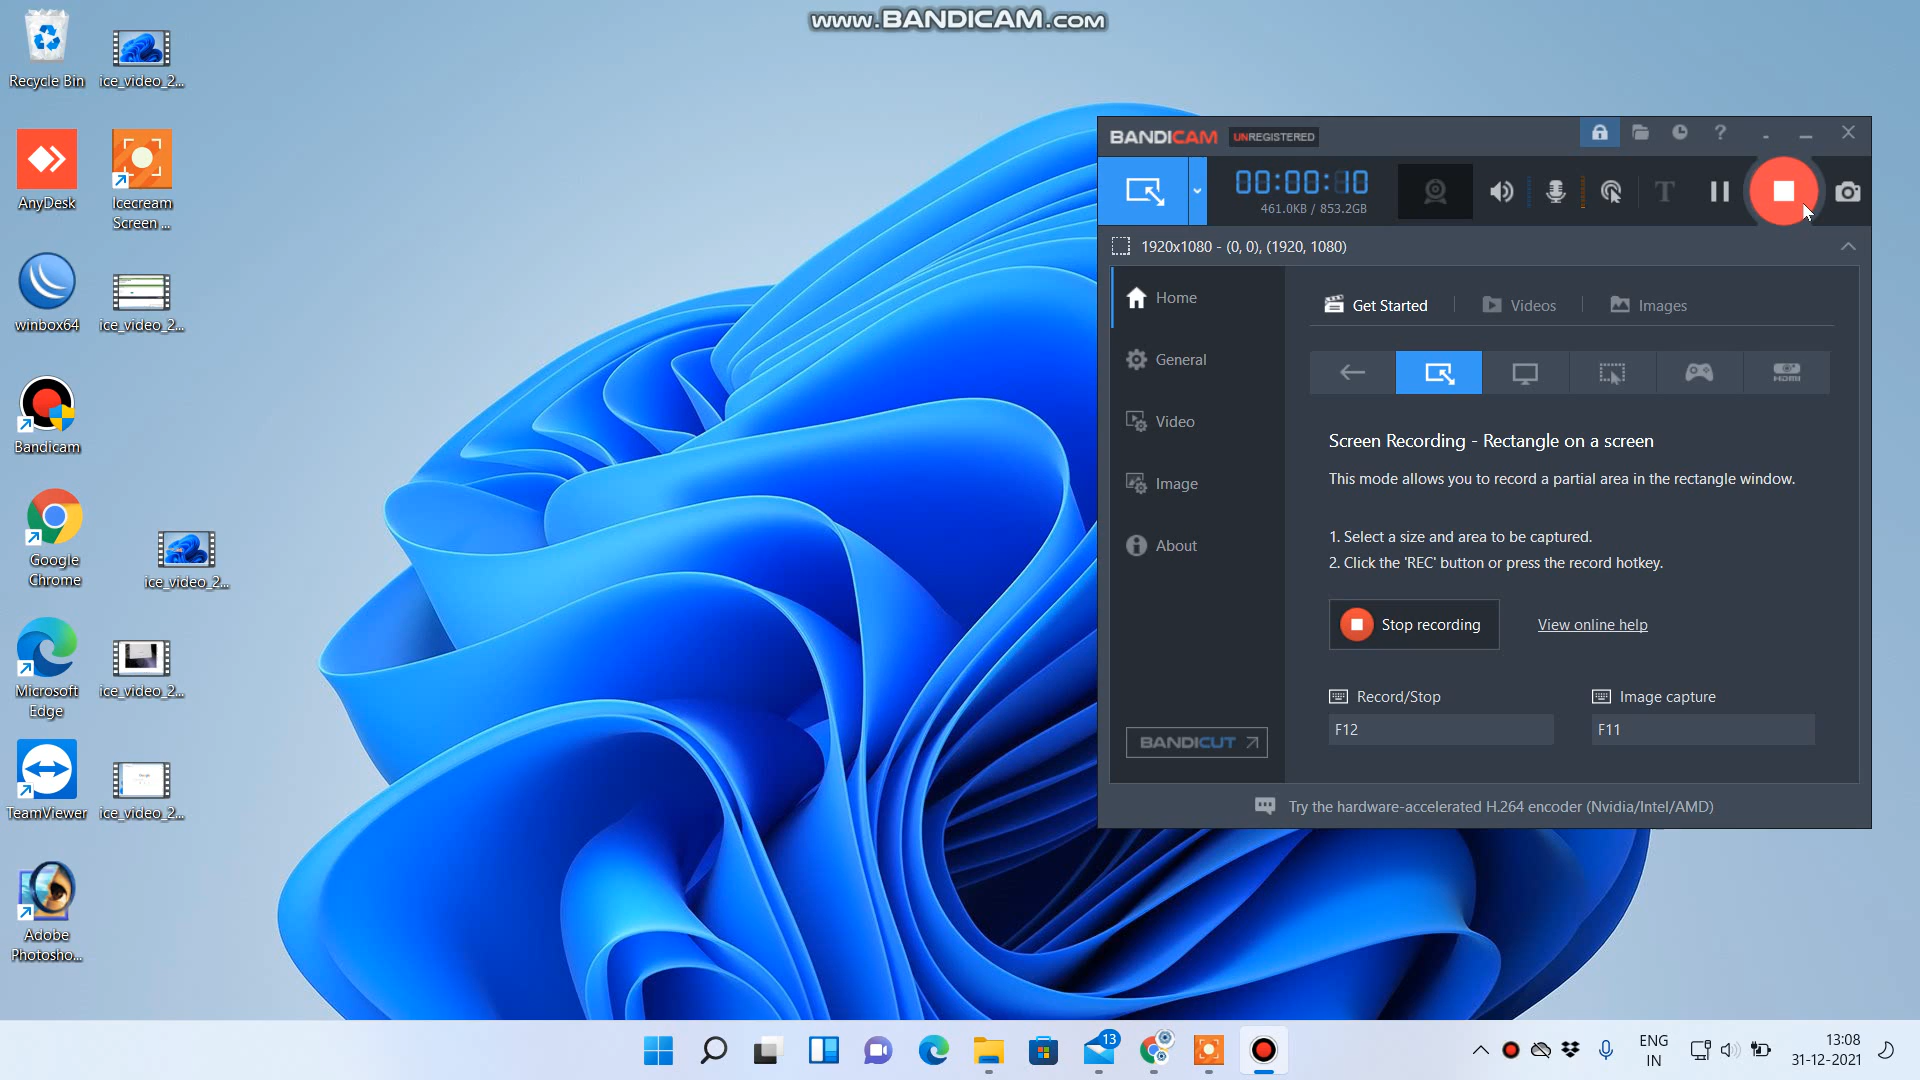 www.BANDICAM.com
Recycle Bin
ice_video_2...
AnyDesk
Icecream
Screen ...
winbox64
ice_video_2...
Bandicam
Google
Chrome
ice_video_2...
Microsoft
Edge
ice_video_2...
TeamViewer
ice_video_2...
Adobe
Photosho...
BANDICAM UNREGISTERED
00:00:10
461.0KB / 853.2GB
1920x1080 - (0, 0), (1920, 1080)
Home
General
Video
Image
About
BANDICUT
Get Started
Videos
Images
HDMI
Screen Recording - Rectangle on a screen
This mode allows you to record a partial area in the rectangle window.
1. Select a size and area to be captured.
2. Click the 'REC' button or press the record hotkey.
Stop recording
View online help
Record/Stop
Image capture
F12
F11
Try the hardware-accelerated H.264 encoder (Nvidia/Intel/AMD)
13
ENG
IN
13:08
31-12-2021